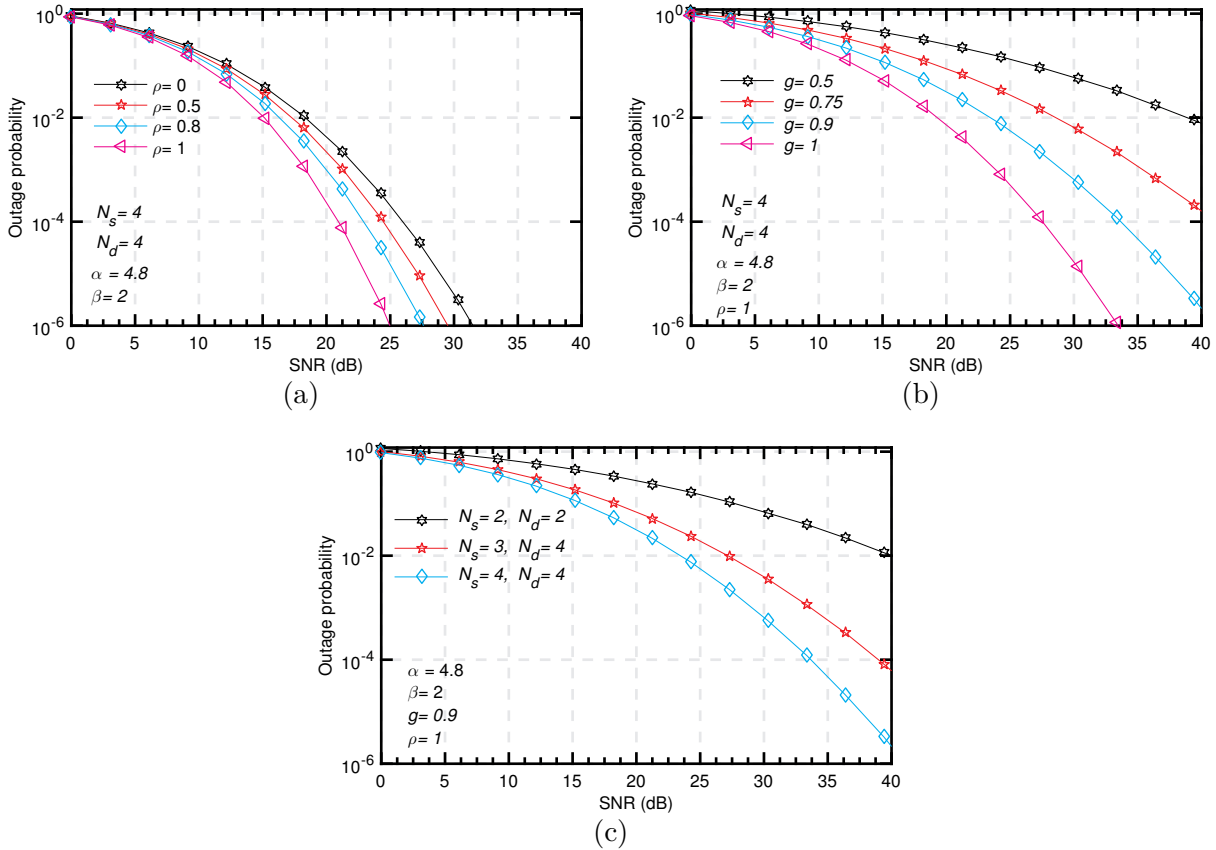 Outage probability
10^0
10^-2
10^-4
10^-6
ρ= 0
ρ= 0.5
ρ= 0.8
ρ= 1
N_s= 4
N_d= 4
α = 4.8
β= 2
0 5 10 15 20 25 30 35 40
SNR (dB)
(a)
Outage probability
10^0
10^-2
10^-4
10^-6
g= 0.5
g= 0.75
g= 0.9
g= 1
N_s= 4
N_d= 4
α = 4.8
β= 2
ρ= 1
0 5 10 15 20 25 30 35 40
SNR (dB)
(b)
Outage probability
10^0
10^-2
10^-4
10^-6
N_s= 2, N_d= 2
N_s= 3, N_d= 4
N_s= 4, N_d= 4
α = 4.8
β= 2
g= 0.9
ρ= 1
0 5 10 15 20 25 30 35 40
SNR (dB)
(c)